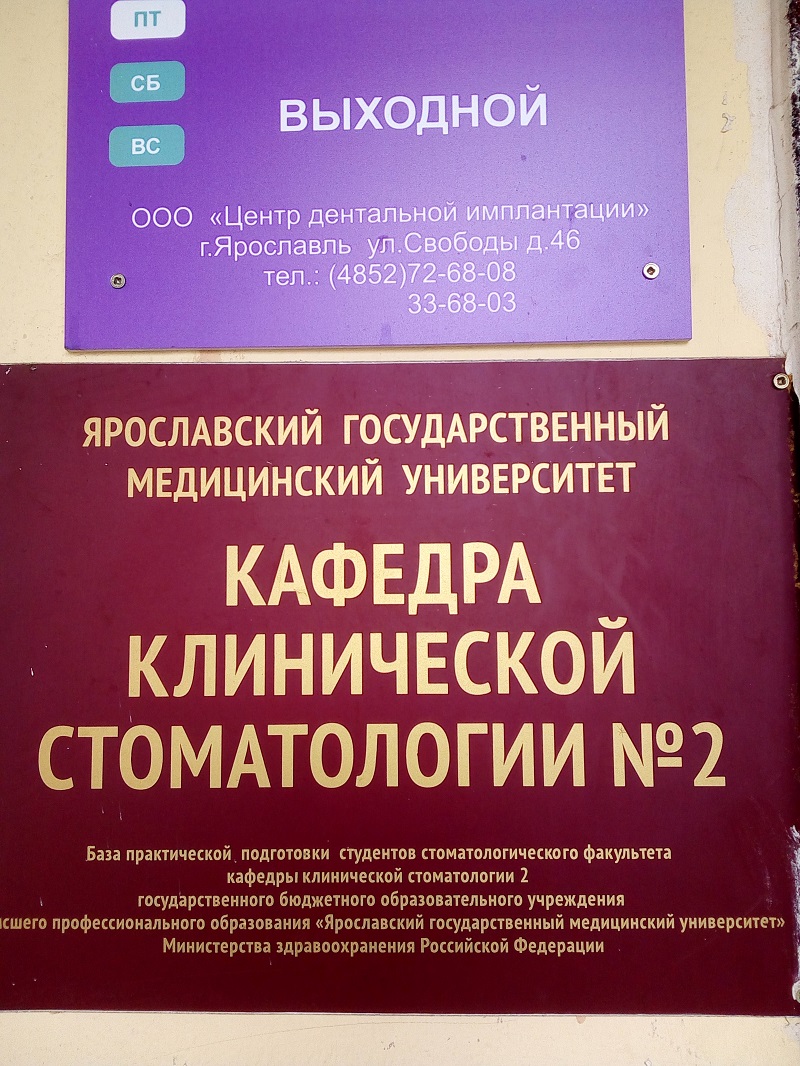 ПТ
СБ
ВЫХОДНОЙ
ВС
ООО «Центр дентальной имплантации»
г.Ярославль ул.Свободы д.46
тел.: (4852)72-68-08
33-68-03
ЯРОСЛАВСКИЙ ГОСУДАРСТВЕННЫЙ
МЕДИЦИНСКИЙ УНИВЕРСИТЕТ
КАФЕДРА
КЛИНИЧЕСКОЙ
СТОМАТОЛОГИИ №2
База практической подготовки студентов стоматологического факультета
кафедры клинической стоматологии 2
государственного бюджетного образовательного учреждения
сшего профессионального образования «Ярославский государственный медицинский университет»
Министерства здравоохранения Российской Федерации